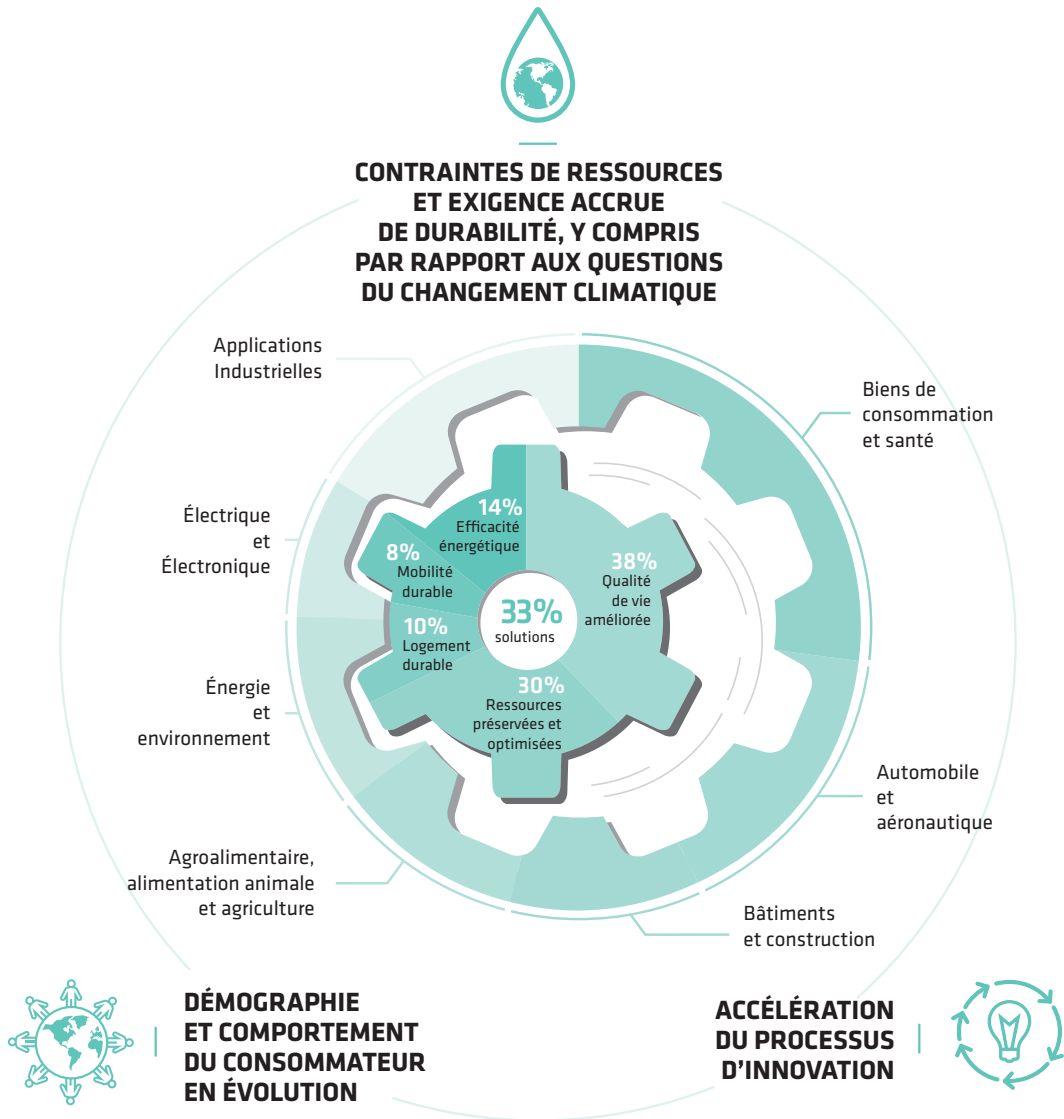 CONTRAINTES DE RESSOURCES
ET EXIGENCE ACCRUE
DE DURABILITÉ, Y COMPRIS
PAR RAPPORT AUX QUESTIONS
DU CHANGEMENT CLIMATIQUE
Applications
Industrielles
Biens de
consommation
et santé
Électrique
et
Électronique
14%
Efficacité
énergétique
8%
Mobilité
durable
38%
Qualité
de vie
améliorée
33%
solutions
10%
Logement
durable
30%
Ressources
préservées et
optimisées
Énergie
et
environnement
Automobile
et
aéronautique
Agroalimentaire,
alimentation animale
et agriculture
Bâtiments
et construction
DÉMOGRAPHIE
ET COMPORTEMENT
DU CONSOMMATEUR
EN ÉVOLUTION
ACCÉLÉRATION
DU PROCESSUS
D'INNOVATION